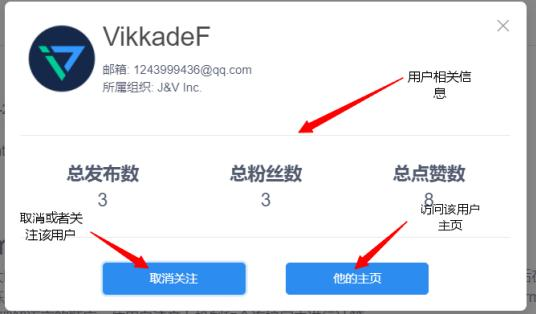 VikkadeF
邮箱: 1243999436@qq.com
所属组织: J&V Inc.
用户相关信
息
总发布数
总粉丝数
总点赞数
3
3
8
取消或者关
注该用户
访问该用户
主页
取消关注
他的主页